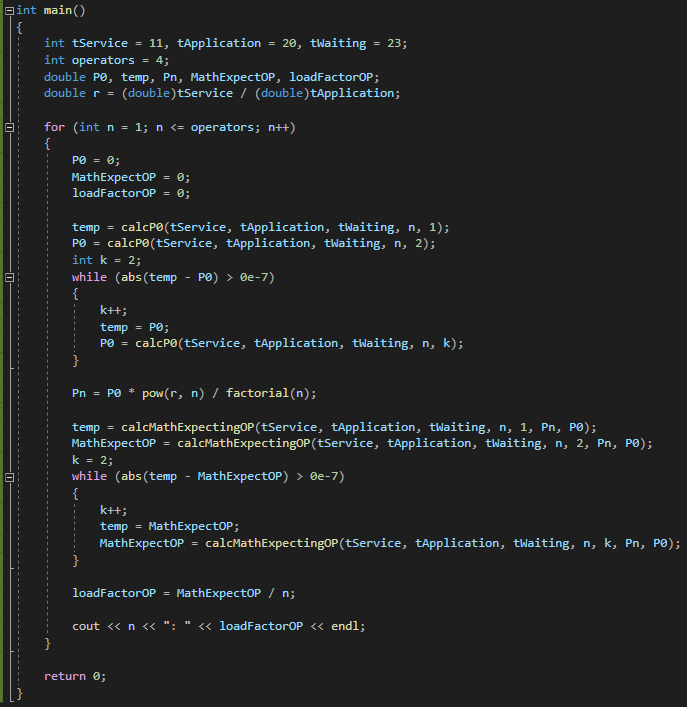 int main()
{
int tService = 11, tApplication = 20, tWaiting = 23;
int operators = 4;
double P0, temp, Pn, MathExpectOP, loadFactorOP;
double r = (double)tService / (double)tApplication;
for (int n = 1; n <= operators; n++)
{
P0 = 0;
MathExpectOP = 0;
loadFactorOP = 0;
temp = calcP0(tService, tApplication, tWaiting, n, 1);
P0 = calcP0(tService, tApplication, tWaiting, n, 2);
int k = 2;
while (abs(temp - P0) > 0e-7)
{
k++;
temp = P0;
P0 = calcP0(tService, tApplication, tWaiting, n, k);
}
Pn = P0 * pow(r, n) / factorial(n);
temp = calcMathExpectingOP(tService, tApplication, tWaiting, n, 1, Pn, P0);
MathExpectOP = calcMathExpectingOP(tService, tApplication, tWaiting, n, 2, Pn, P0);
k = 2;
while (abs(temp - MathExpectOP) > 0e-7)
{
k++;
temp = MathExpectOP;
MathExpectOP = calcMathExpectingOP(tService, tApplication, tWaiting, n, k, Pn, P0);
}
loadFactorOP = MathExpectOP / n;
cout << n << ": " << loadFactorOP << endl;
}
return 0;
}